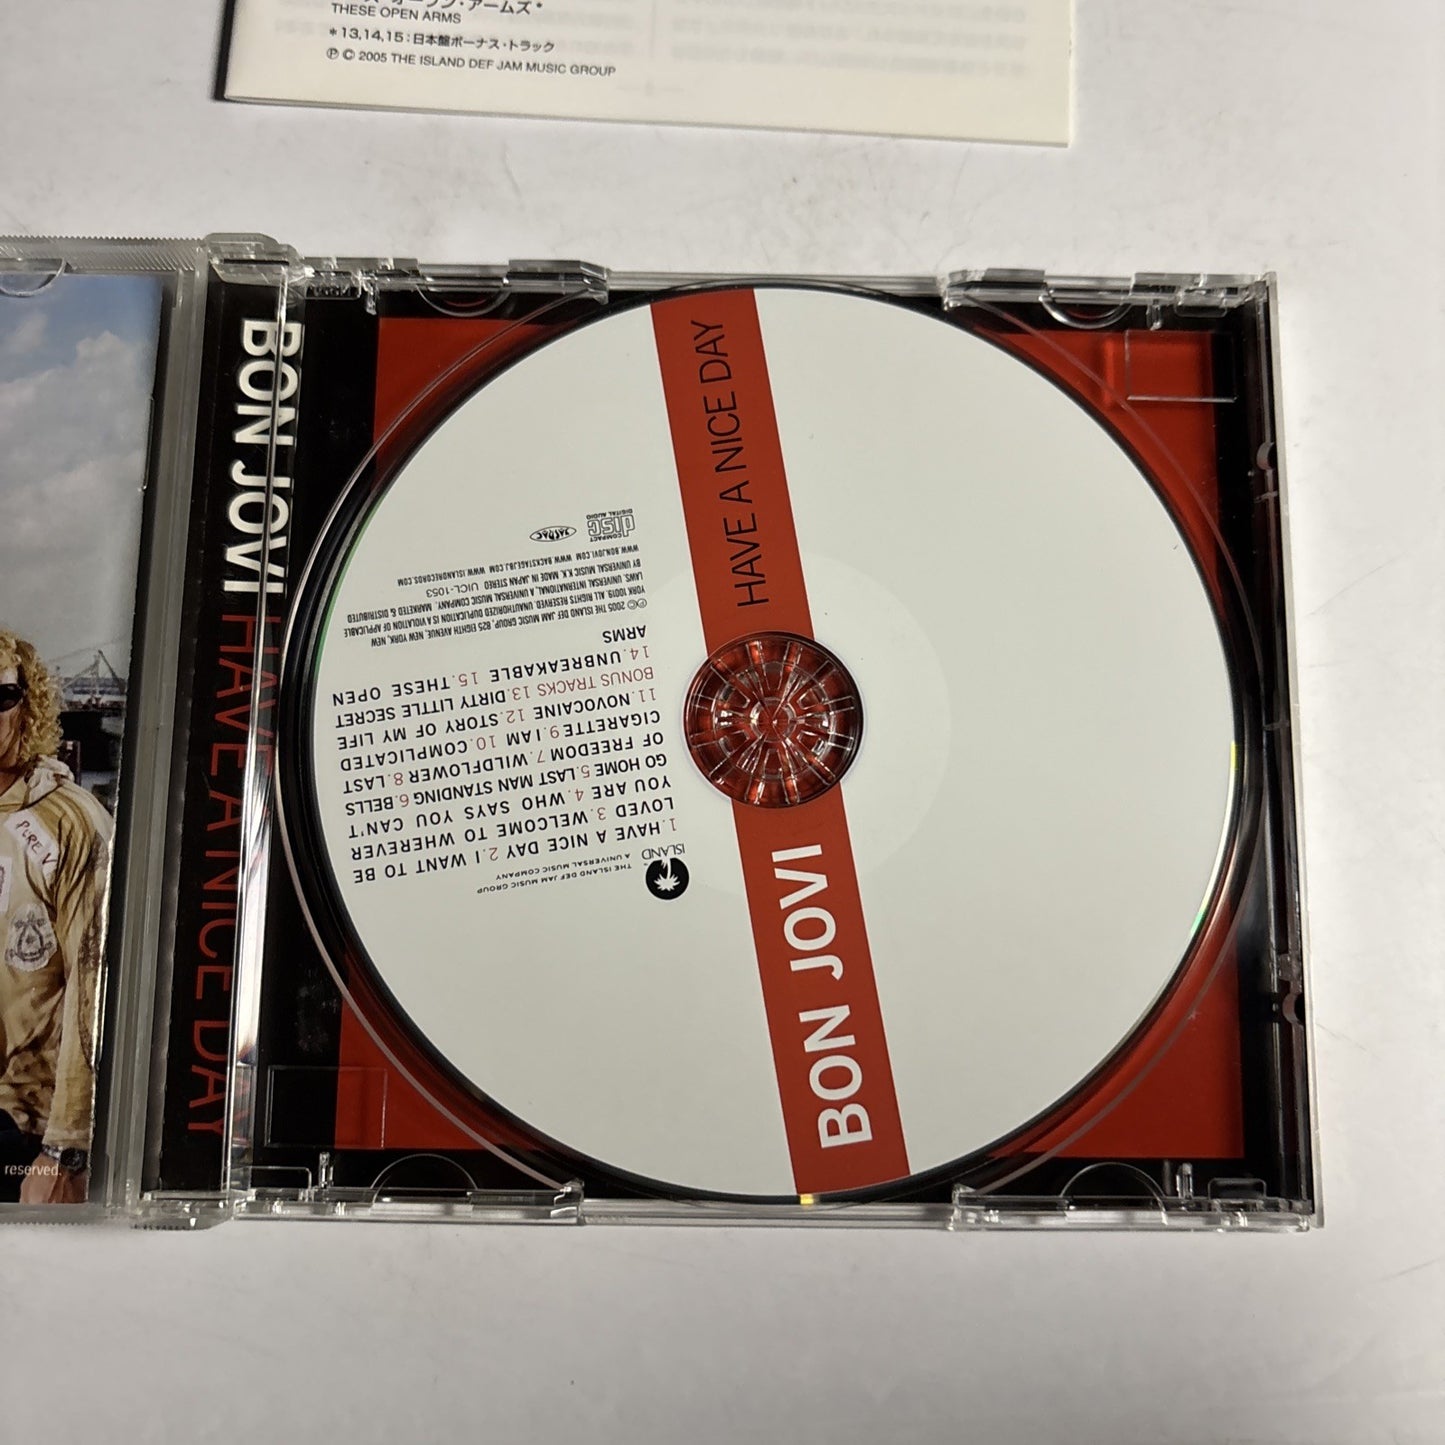 THESE OPEN ARMS
*13,14,15:日本盤ボーナス・トラック
Ⓟ © 2005 THE ISLAND DEF JAM MUSIC GROUP
BON JOVI HAVE A NICE DAY
PURE V
reserved.
HAVE A NICE DAY
BON JOVI
ISLAND
THE ISLAND DEF JAM MUSIC GROUP
A UNIVERSAL MUSIC COMPANY
1.HAVE A NICE DAY 2.I WANT TO BE
LOVED 3.WELCOME TO WHEREVER
YOU ARE 4.WHO SAYS YOU CAN'T
GO HOME 5.LAST MAN STANDING 6.BELLS
OF FREEDOM 7.WILDFLOWER 8.LAST
CIGARETTE 9.I AM 10.COMPLICATED
11.NOVOCAINE 12.STORY OF MY LIFE
BONUS TRACKS 13.DIRTY LITTLE SECRET
14.UNBREAKABLE 15.THESE OPEN
ARMS
Ⓟ© 2005 THE ISLAND DEF JAM MUSIC GROUP, 825 EIGHTH AVENUE, NEW YORK, NEW
YORK 10019. ALL RIGHTS RESERVED. UNAUTHORIZED DUPLICATION IS A VIOLATION OF APPLICABLE
LAWS. UNIVERSAL INTERNATIONAL, A UNIVERSAL MUSIC COMPANY. MARKETED & DISTRIBUTED
BY UNIVERSAL MUSIC K.K. MADE IN JAPAN STEREO UICL-1053
WWW.BONJOVI.COM WWW.BACKSTAGEJBJ.COM WWW.ISLANDRECORDS.COM
COMPACT
disc
DIGITAL AUDIO
JASRAC